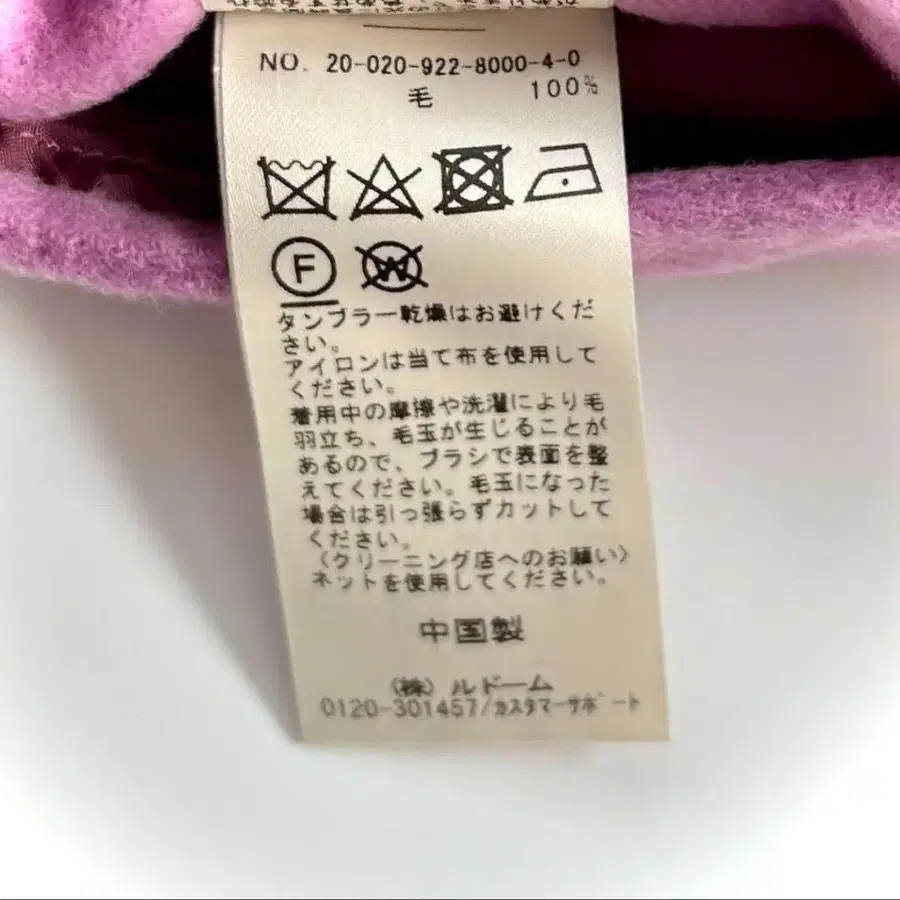 NO. 20-020-922-8000-4-0
毛 100%
F W
タンブラー乾燥はお避けくだ
さい。
アイロンは当て布を使用して
ください。
着用中の摩擦や洗濯により毛
羽立ち、毛玉が生じることが
あるので、ブラシで表面を整
えてください。毛玉になった
場合は引っ張らずカットして
ください。
〈クリーニング店へのお願い〉
ネットを使用してください。
中国製
(株) ルドーム
0120-301457/カスタマーサポート